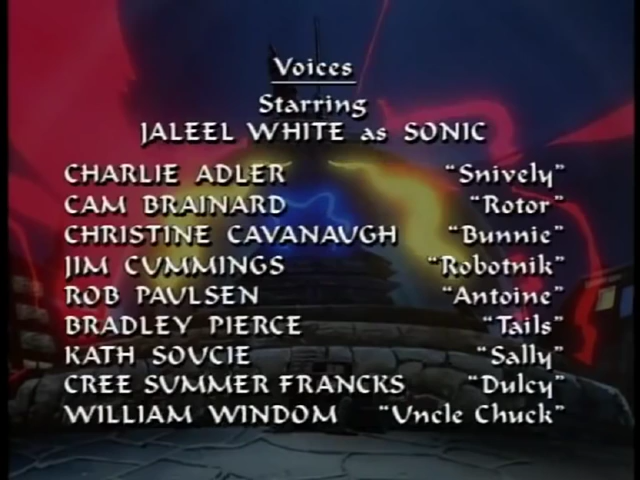 Voices
Starring
JALEEL WHITE as SONIC
CHARLIE ADLER "Snively"
CAM BRAINARD "Rotor"
CHRISTINE CAVANAUGH "Bunnie"
JIM CUMMINGS "Robotnik"
ROB PAULSEN "Antoine"
BRADLEY PIERCE "Tails"
KATH SOUCIE "Sally"
CREE SUMMER FRANCKS "Dulcy"
WILLIAM WINDOM "Uncle Chuck"